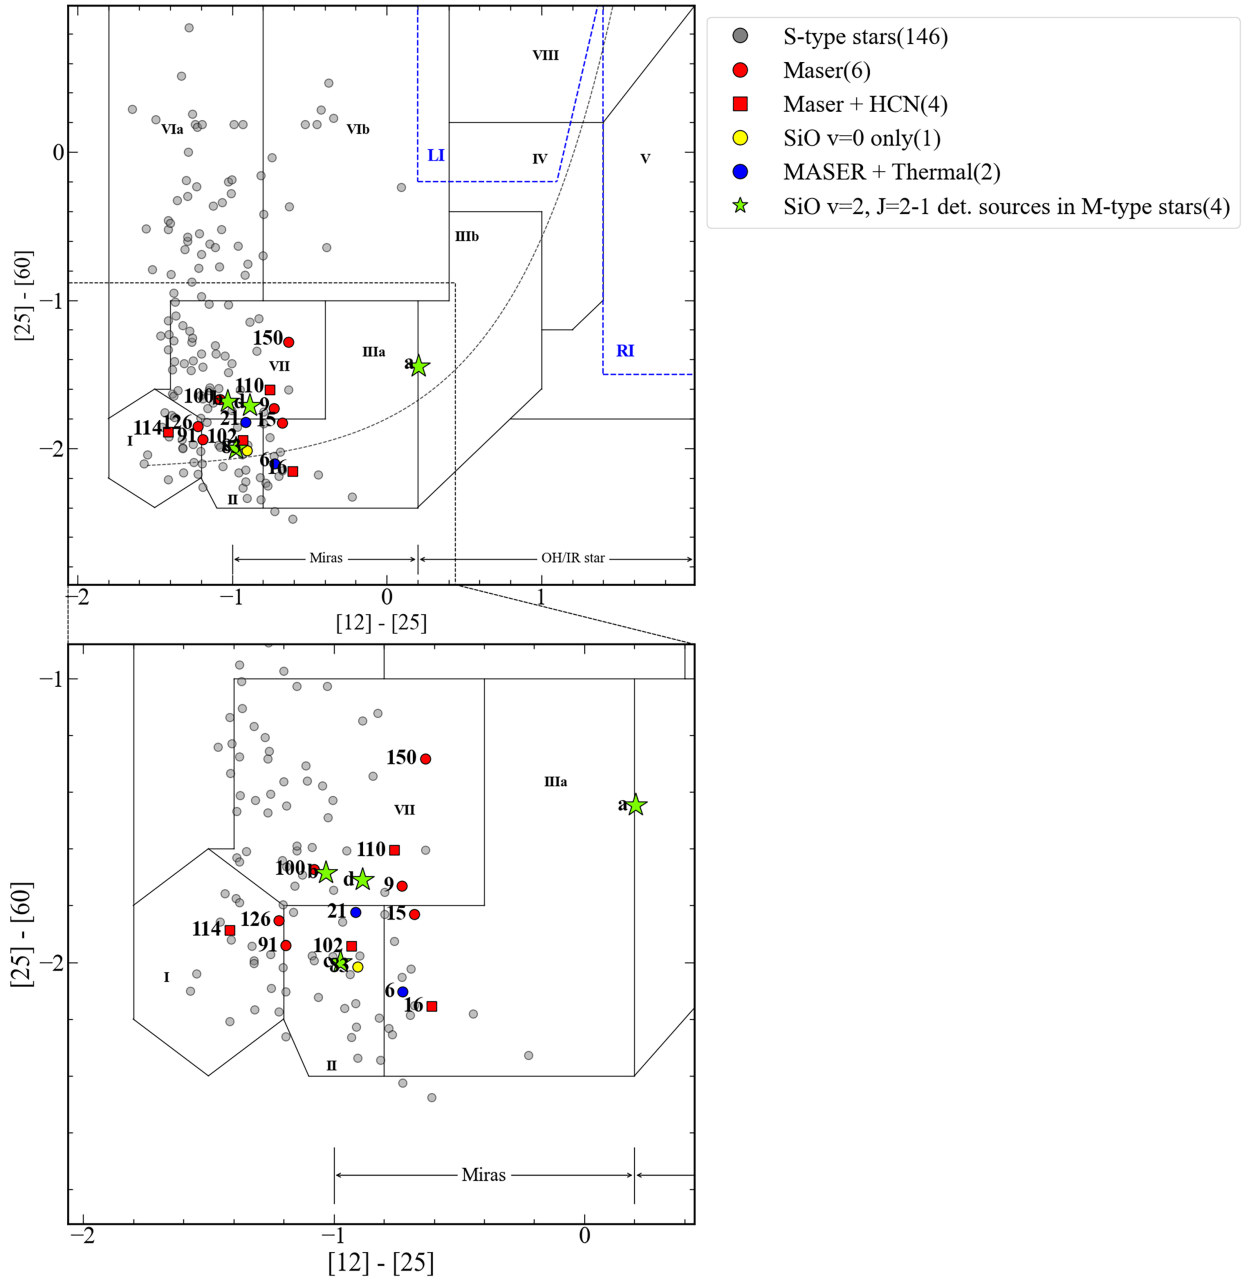 S-type stars(146)
Maser(6)
Maser + HCN(4)
SiO v=0 only(1)
MASER + Thermal(2)
SiO v=2, J=2-1 det. sources in M-type stars(4)
VIII
VIa
VIb
LI
IV
V
0
IIIb
[25] - [60]
−1
150
VII
IIIa
a
RI
110
100
b
d
9
114
126
21
15
I
91
102
−2
6
16
II
Miras
OH/IR star
−2
−1
0
1
[12] - [25]
−1
150
IIIa
a
VII
110
100
b
d
9
21
15
126
114
91
102
[25] - [60]
c
83
−2
I
6
16
II
Miras
−2
−1
0
[12] - [25]